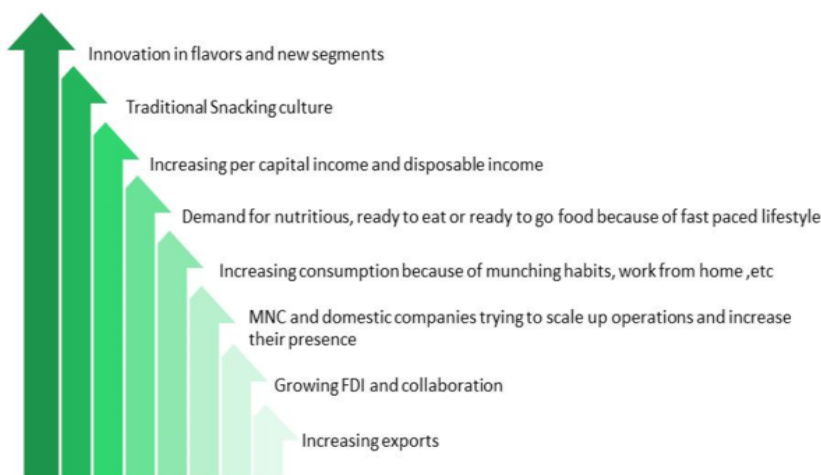 Innovation in flavors and new segments
Traditional Snacking culture
Increasing per capital income and disposable income
Demand for nutritious, ready to eat or ready to go food because of fast paced lifestyle
Increasing consumption because of munching habits, work from home ,etc
MNC and domestic companies trying to scale up operations and increase
their presence
Growing FDI and collaboration
Increasing exports